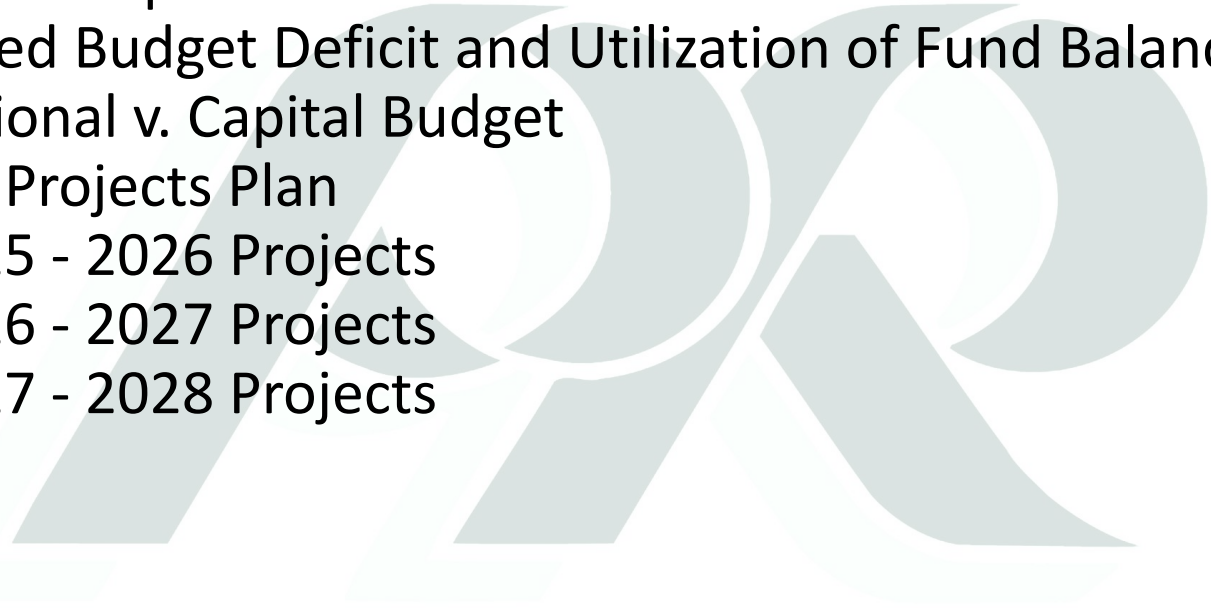 ed Budget Deficit and Utilization of Fund Balanc
ional v. Capital Budget
Projects Plan
5 - 2026 Projects
6 - 2027 Projects
7 - 2028 Projects